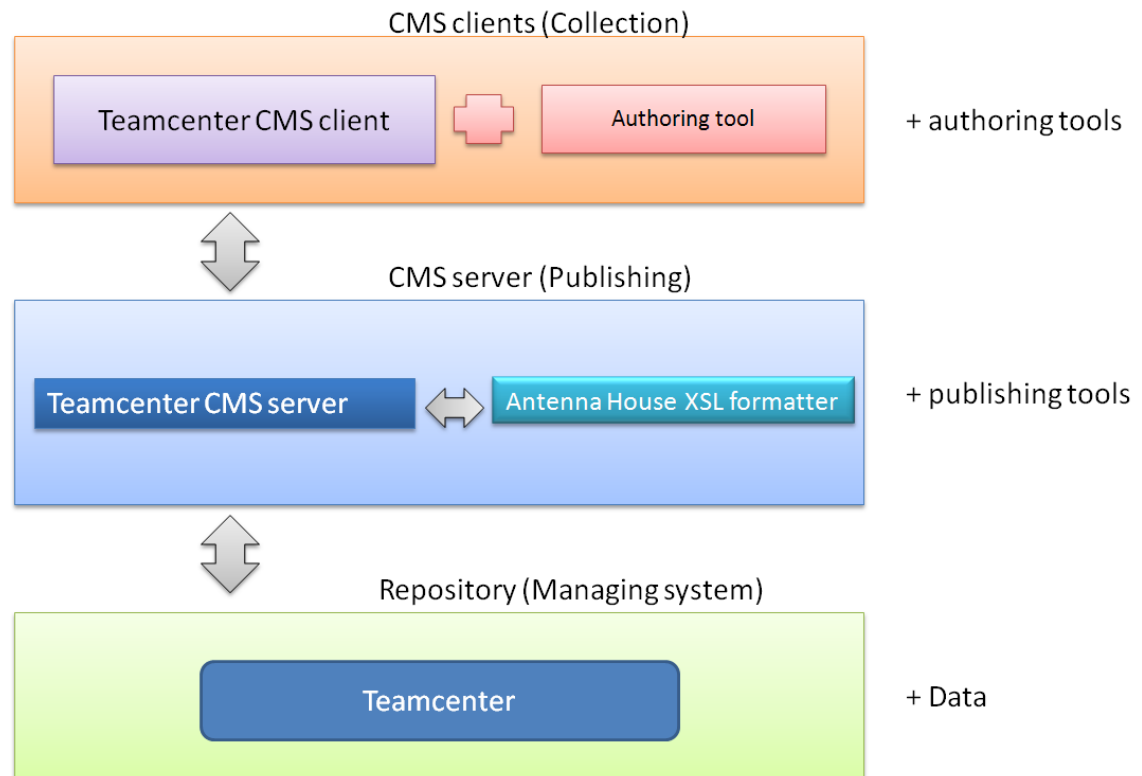 CMS clients (Collection)
Teamcenter CMS client
Authoring tool
+ authoring tools
CMS server (Publishing)
Teamcenter CMS server
Antenna House XSL formatter
+ publishing tools
Repository (Managing system)
Teamcenter
+ Data